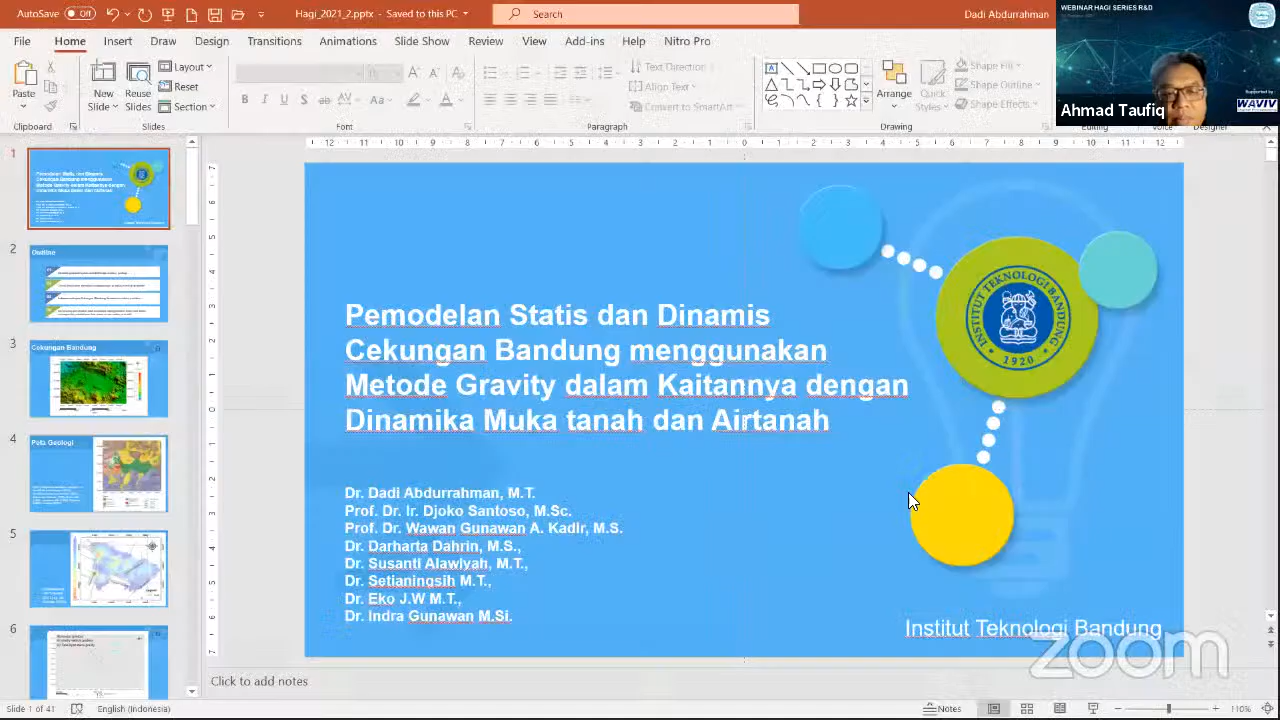 AutoSave Off
Hagi_2021_2.pptx - Saved to this PC
Search
Dadi Abdurrahman
File Home Insert Draw Design Transitions Animations Slide Show Review View Add-ins Help Nitro Pro
Paste
New Slide
Reuse Slides
Layout
Reset
Section
Text Direction
Align Text
Convert to SmartArt
Arrange
Quick Styles
Shape Fill
Shape Outline
Shape Effects
Clipboard
Slides
Font
Paragraph
Drawing
Editing
Voice
Designer
WEBINAR HAGI SERIES R&D
Supported by :
WAVIV
Ahmad Taufiq
1
2
Outline
3
Cekungan Bandung
4
Peta Geologi
5
6
Pemodelan Statis dan Dinamis
Cekungan Bandung menggunakan
Metode Gravity dalam Kaitannya dengan
Dinamika Muka tanah dan Airtanah
Dr. Dadi Abdurrahman, M.T.
Prof. Dr. Ir. Djoko Santoso, M.Sc.
Prof. Dr. Wawan Gunawan A. Kadir, M.S.
Dr. Darharta Dahrin, M.S.,
Dr. Susanti Alawiyah, M.T.,
Dr. Setianingsih M.T.,
Dr. Eko J.W M.T.,
Dr. Indra Gunawan M.Si.
INSTITUT TEKNOLOGI BANDUNG
1920
Institut Teknologi Bandung
zoom
Click to add notes
Slide 1 of 41
English (Indonesia)
Notes
110%